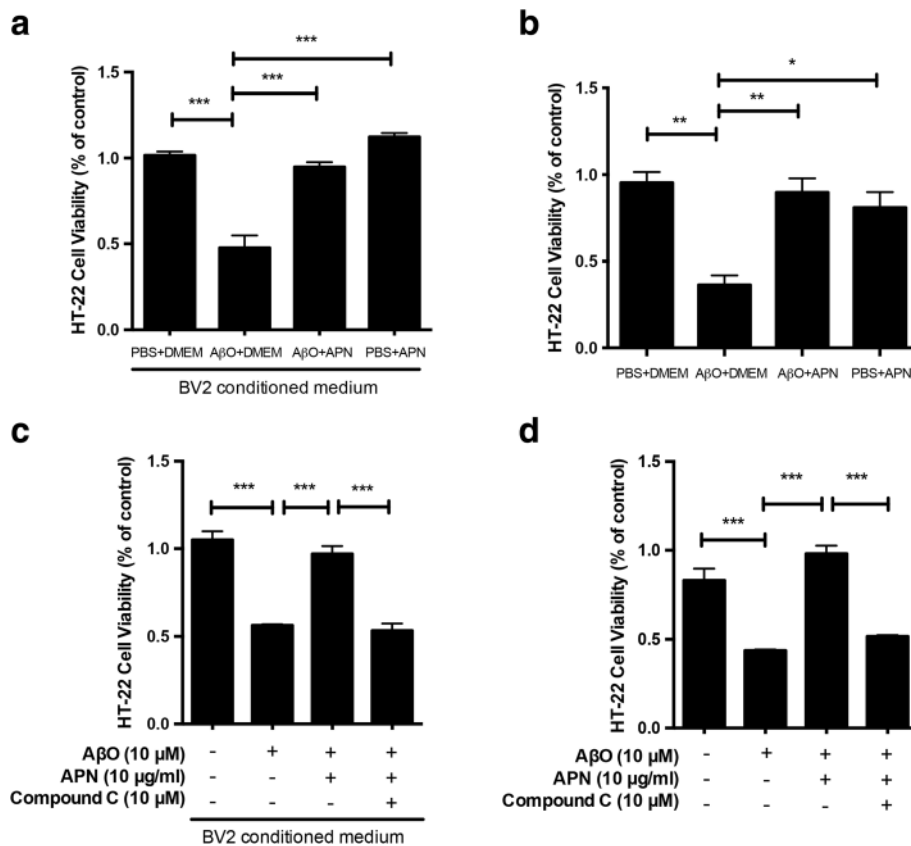 a
***
***
***
HT-22 Cell Viability (% of control)
1.5
1.0
0.5
0.0
PBS+DMEM AβO+DMEM AβO+APN PBS+APN
BV2 conditioned medium
b
*
**
**
HT-22 Cell Viability (% of control)
1.5
1.0
0.5
0.0
PBS+DMEM AβO+DMEM AβO+APN PBS+APN
c
*** *** ***
HT-22 Cell Viability (% of control)
1.5
1.0
0.5
0.0
AβO (10 μM) - + + +
APN (10 μg/ml) - - + +
Compound C (10 μM) - - - +
BV2 conditioned medium
d
*** ***
***
HT-22 Cell Viability (% of control)
1.5
1.0
0.5
0.0
AβO (10 μM) - + + +
APN (10 μg/ml) - - + +
Compound C (10 μM) - - - +